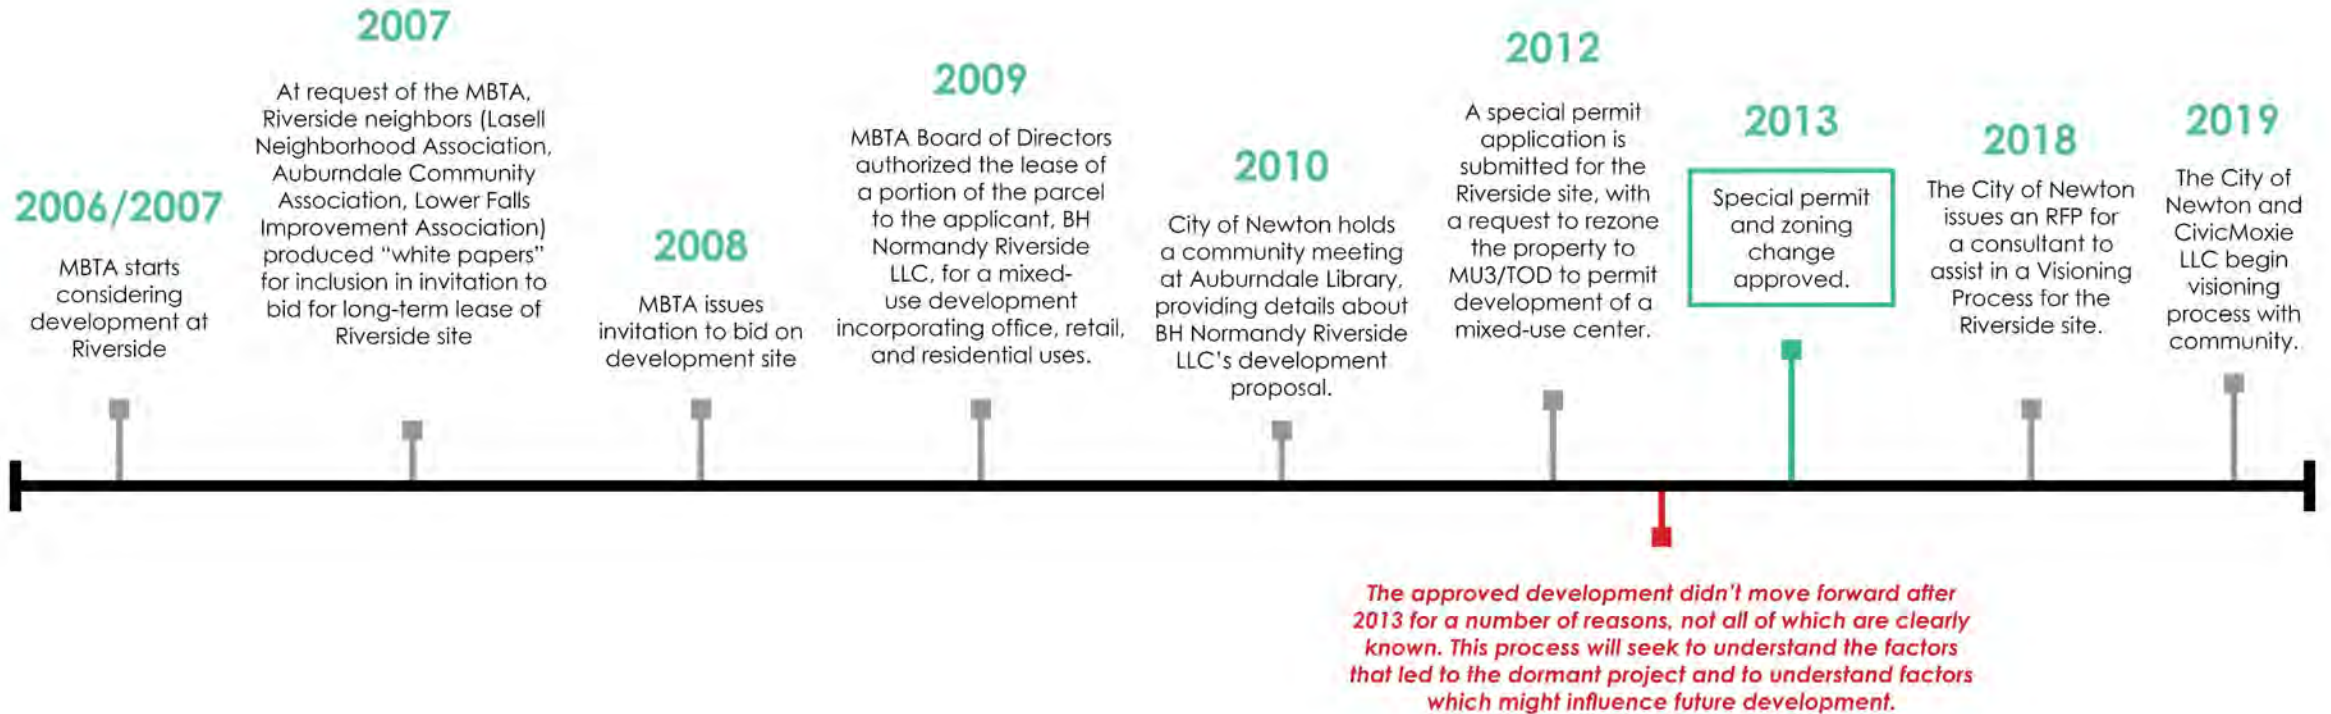 2006/2007
MBTA starts
considering
development at
Riverside
2007
At request of the MBTA,
Riverside neighbors (Lasell
Neighborhood Association,
Auburndale Community
Association, Lower Falls
Improvement Association)
produced "white papers"
for inclusion in invitation to
bid for long-term lease of
Riverside site
2008
MBTA issues
invitation to bid on
development site
2009
MBTA Board of Directors
authorized the lease of
a portion of the parcel
to the applicant, BH
Normandy Riverside
LLC, for a mixed-
use development
incorporating office, retail,
and residential uses.
2010
City of Newton holds
a community meeting
at Auburndale Library,
providing details about
BH Normandy Riverside
LLC's development
proposal.
2012
A special permit
application is
submitted for the
Riverside site, with
a request to rezone
the property to
MU3/TOD to permit
development of a
mixed-use center.
2013
Special permit
and zoning
change
approved.
2018
The City of Newton
issues an RFP for
a consultant to
assist in a Visioning
Process for the
Riverside site.
2019
The City of
Newton and
CivicMoxie
LLC begin
visioning
process with
community.
The approved development didn't move forward after
2013 for a number of reasons, not all of which are clearly
known. This process will seek to understand the factors
that led to the dormant project and to understand factors
which might influence future development.